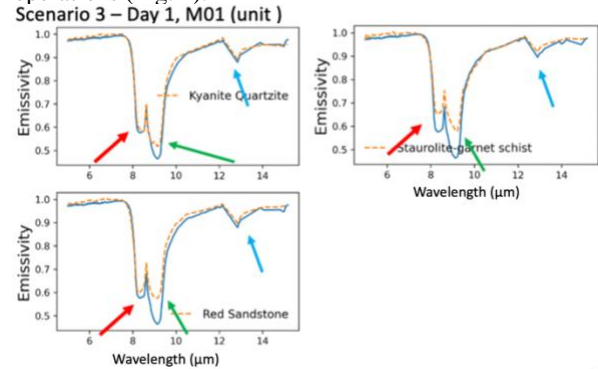 Scenario 3 – Day 1, M01 (unit )
1.0
0.9
0.8
0.7
0.6
0.5
Emissivity
Kyanite Quartzite
6 8 10 12 14
1.0
0.9
0.8
0.7
0.6
0.5
Emissivity
Staurolite-garnet schist
6 8 10 12 14
Wavelength (μm)
1.0
0.9
0.8
0.7
0.6
0.5
Emissivity
Red Sandstone
6 8 10 12 14
Wavelength (μm)